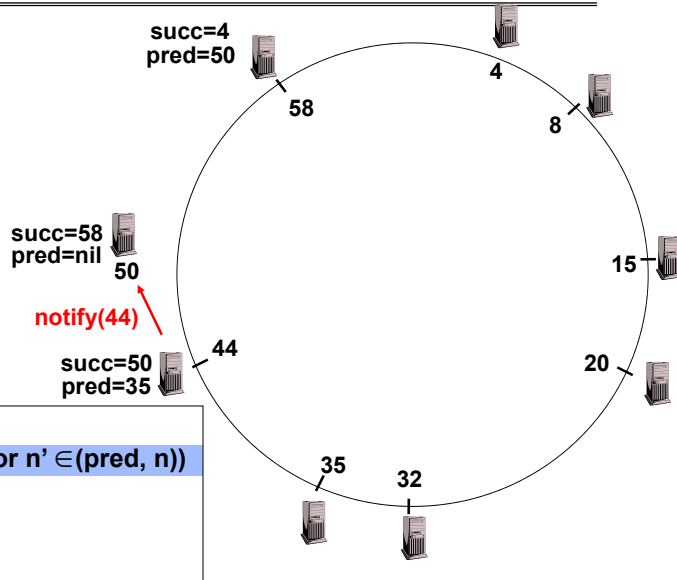 succ=4
pred=50
4
58
8
succ=58
pred=nil
50
15
notify(44)
44
succ=50
pred=35
20
or n' ∈(pred, n))
35
32